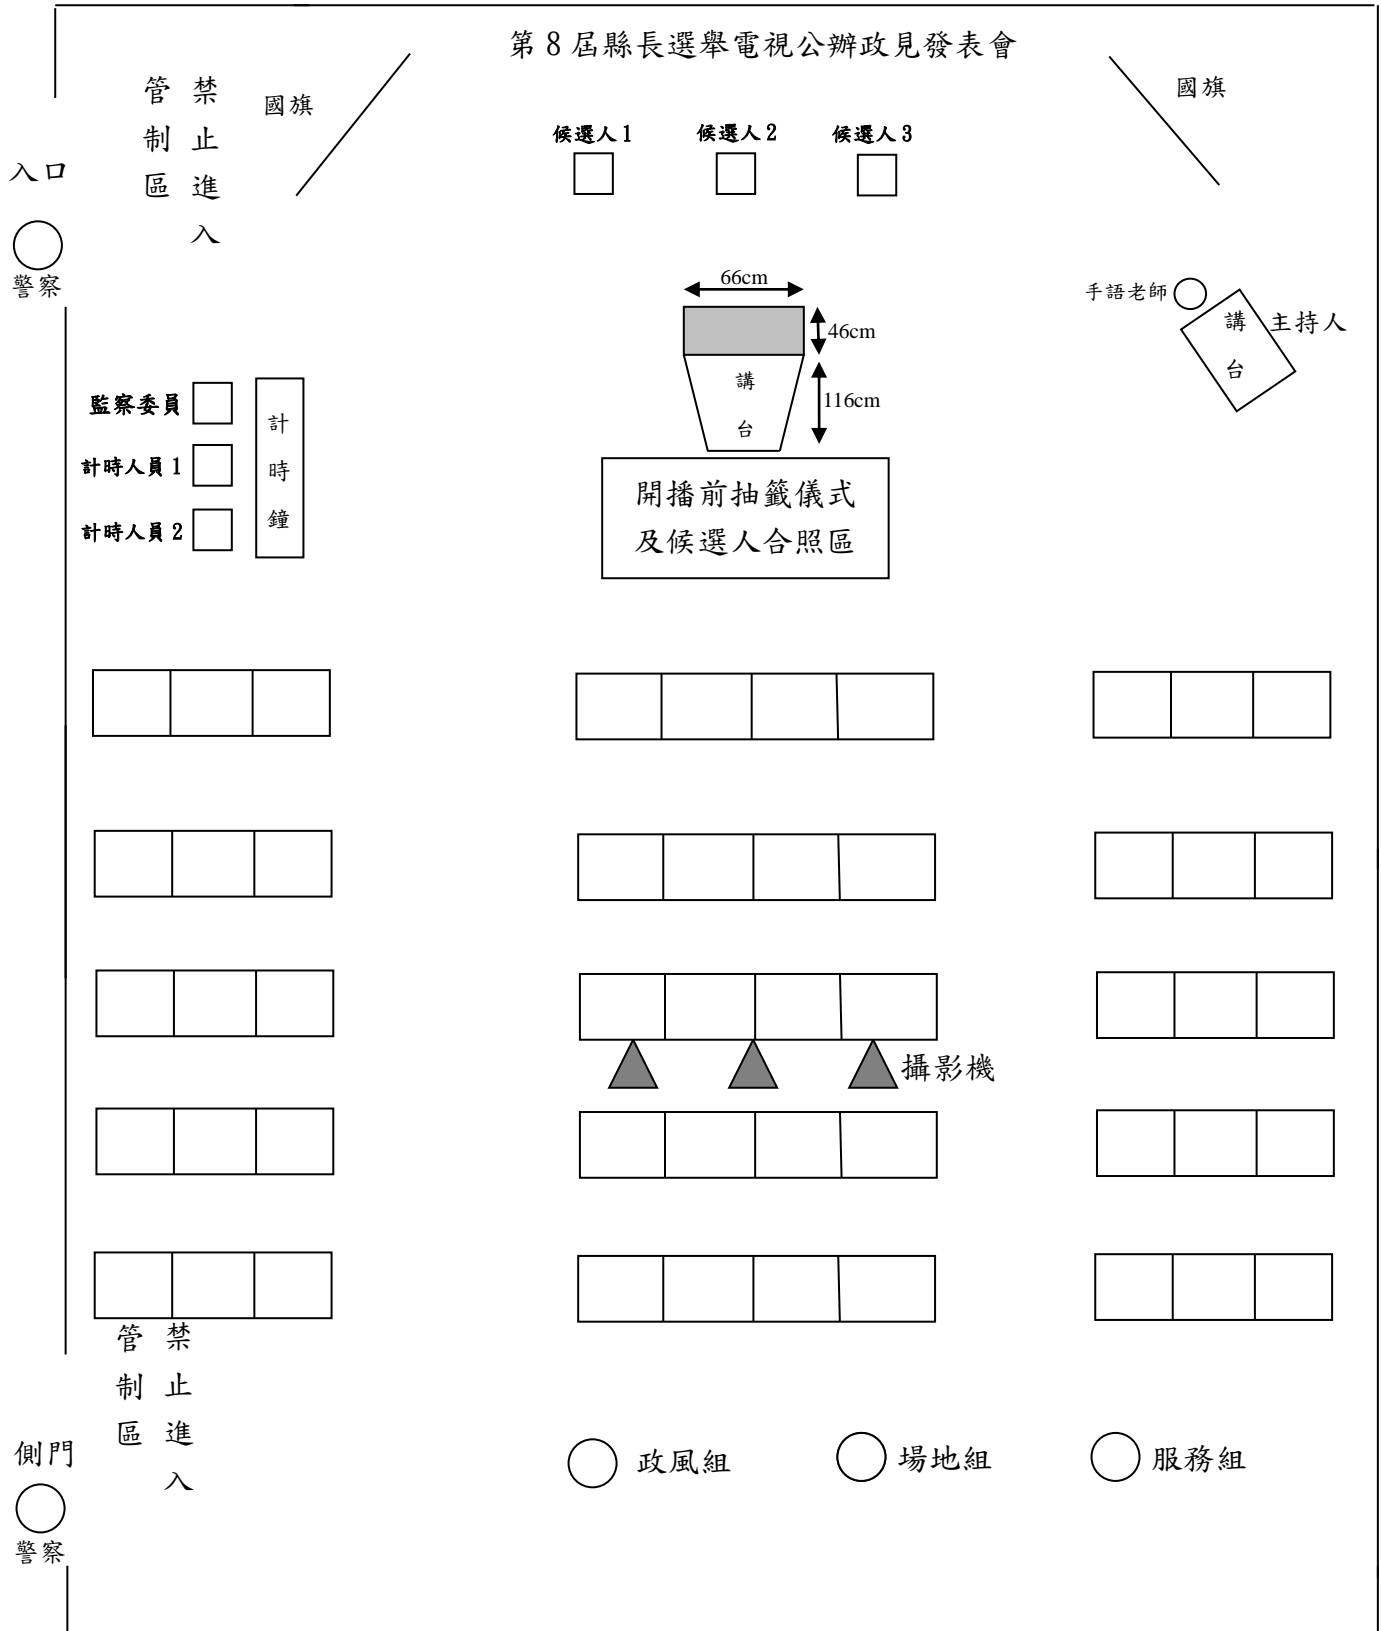 第 8 屆縣長選舉電視公辦政見發表會
禁止進入
管制區
國旗
國旗
候選人 1
候選人 2
候選人 3
入口
警察
66cm
46cm
講台
116cm
手語老師
講台
主持人
監察委員
計時人員 1
計時人員 2
計時鐘
開播前抽籤儀式
及候選人合照區
攝影機
禁止進入
管制區
側門
警察
政風組
場地組
服務組